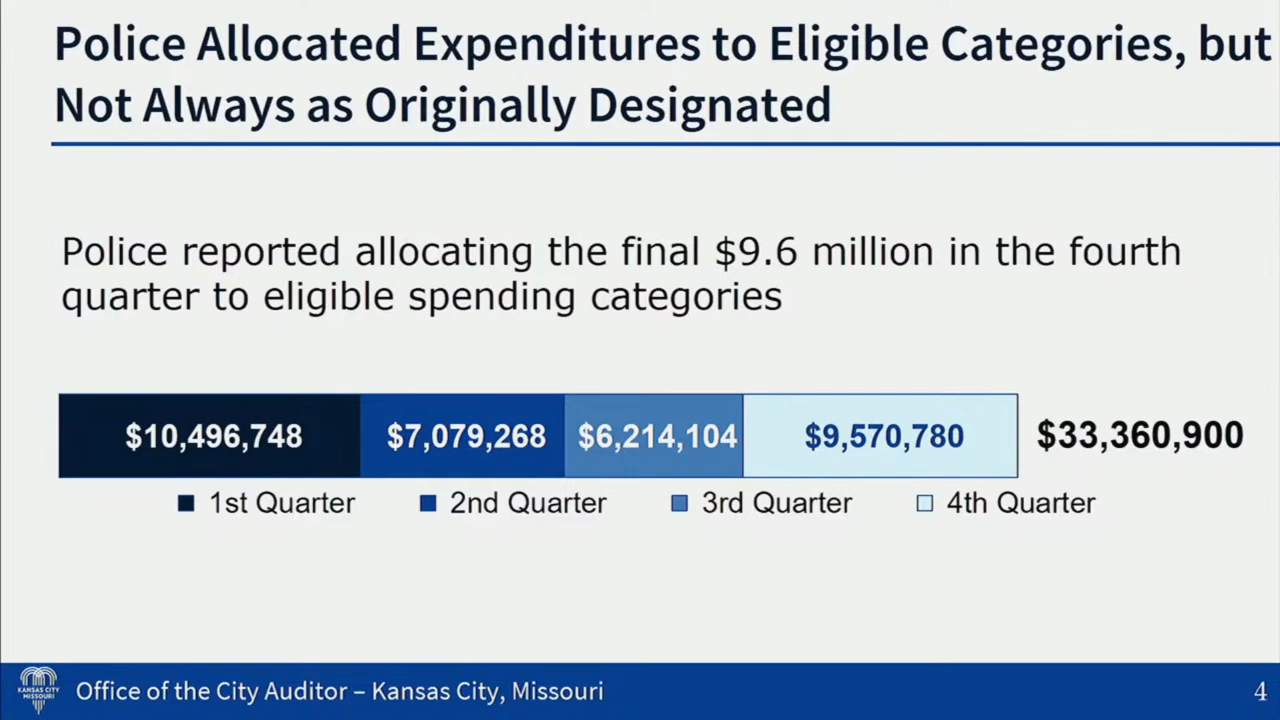 Police Allocated Expenditures to Eligible Categories, but
Not Always as Originally Designated
Police reported allocating the final $9.6 million in the fourth
quarter to eligible spending categories
$10,496,748 $7,079,268 $6,214,104 $9,570,780 $33,360,900
1st Quarter 2nd Quarter 3rd Quarter 4th Quarter
KANSAS CITY
MISSOURI
Office of the City Auditor – Kansas City, Missouri 4